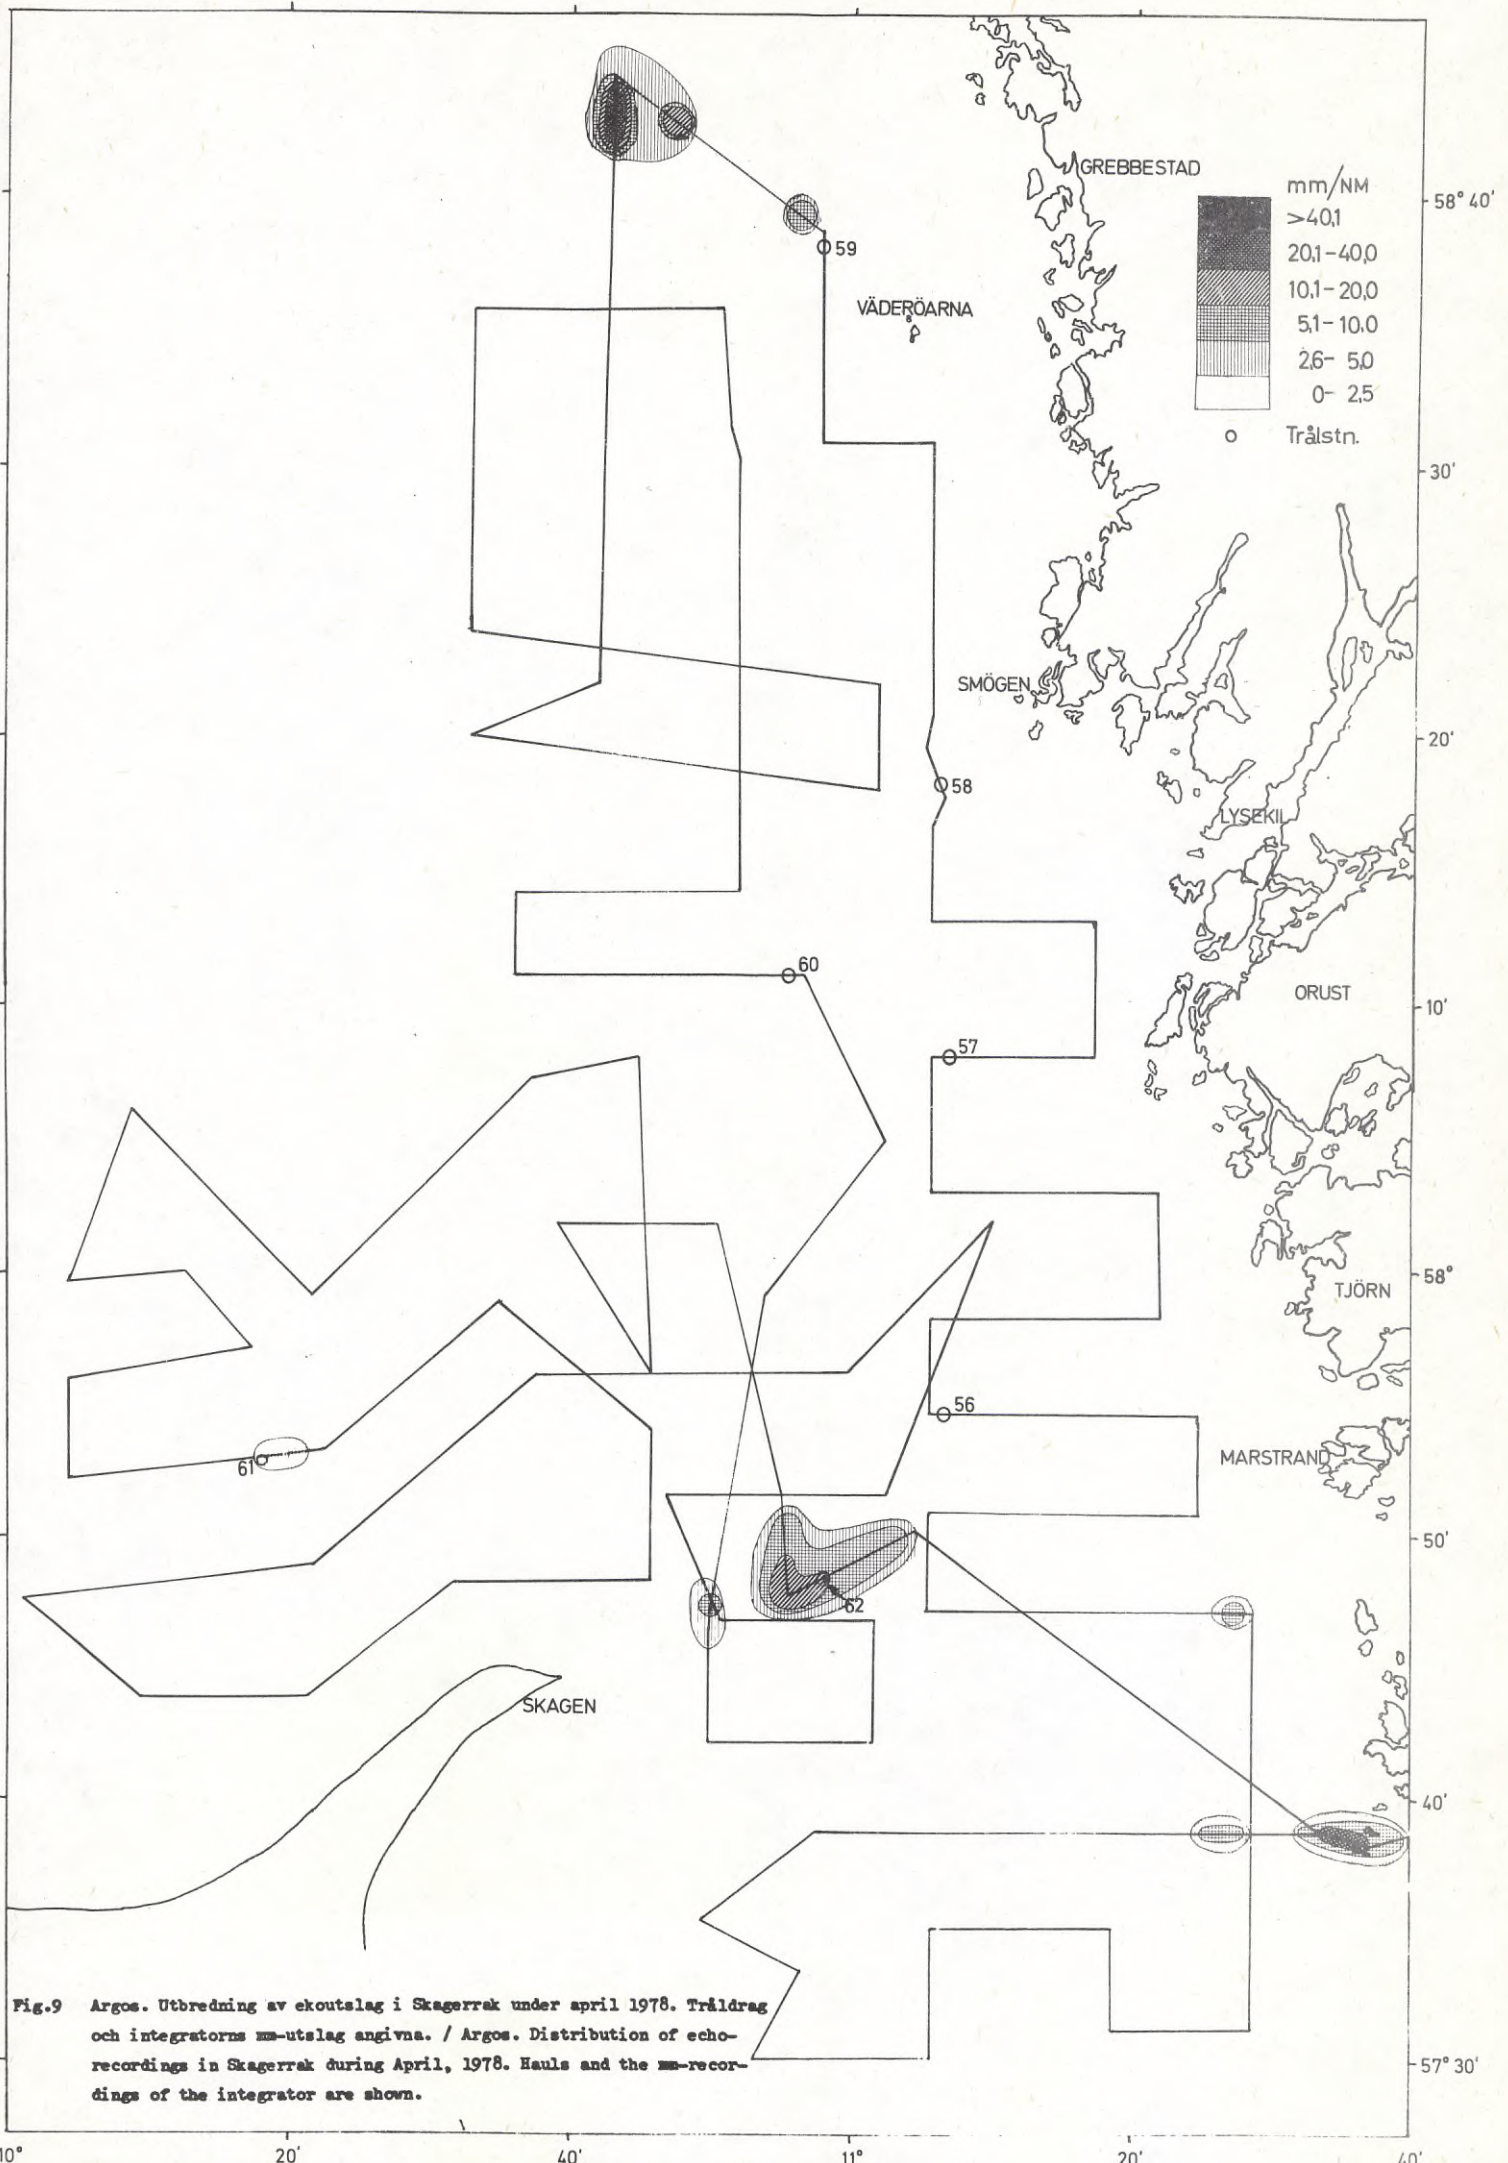 GREBBESTAD
mm/NM
>40,1
20,1-40,0
10,1-20,0
5,1-10,0
2,6- 5,0
0- 2,5
Trålstn.
58° 40'
59
VÄDERÖARNA
30'
SMÖGEN
20'
58
LYSEKIL
60
ORUST
10'
57
58°
TJÖRN
56
MARSTRAND
61
50'
62
SKAGEN
40'
Fig.9 Argos. Utbredning av ekoutslag i Skagerrak under april 1978. Tråldrag
och integratorns mm-utslag angivna. / Argos. Distribution of echo-
recordings in Skagerrak during April, 1978. Hauls and the mm-recor-
dings of the integrator are shown.
57° 30'
10° 20' 40' 11° 20' 40'